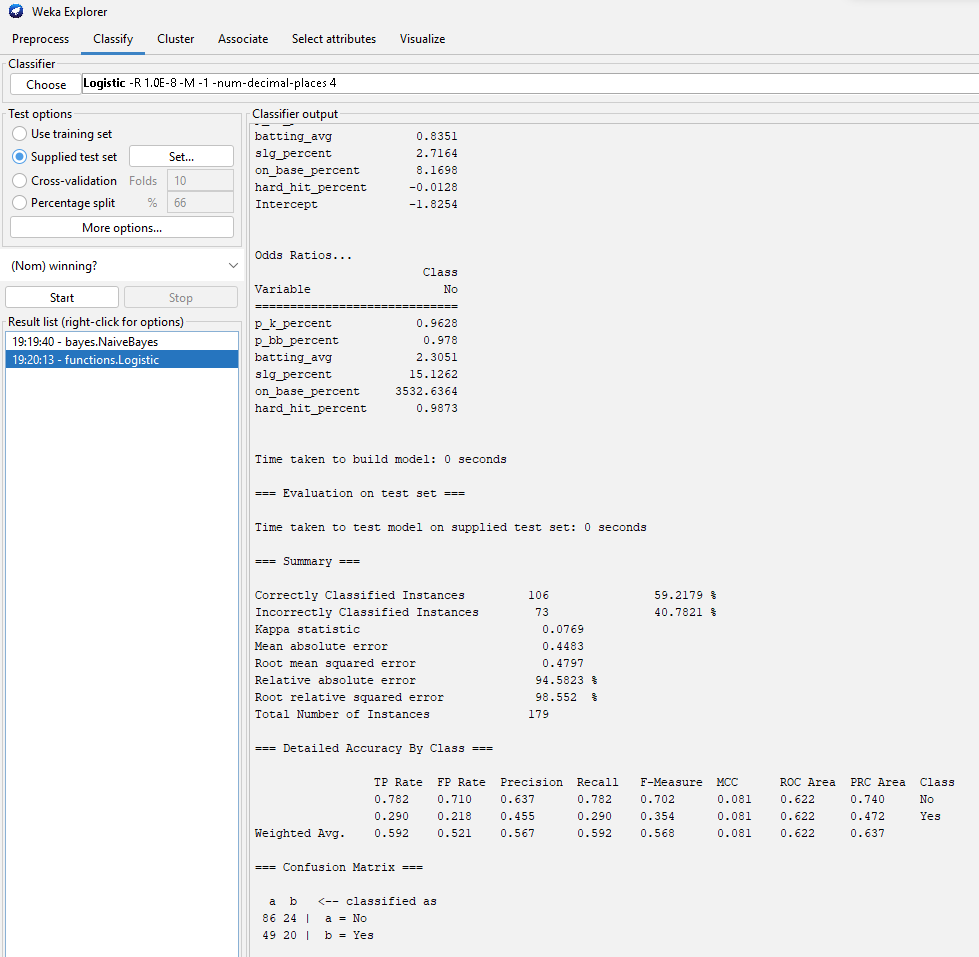 Weka Explorer
Preprocess Classify Cluster Associate Select attributes Visualize
Classifier
Choose Logistic -R 1.0E-8 -M -1 -num-decimal-places 4
Test options
Use training set
Supplied test set Set...
Cross-validation Folds 10
Percentage split % 66
More options...
(Nom) winning?
Start Stop
Result list (right-click for options)
19:19:40 - bayes.NaiveBayes
19:20:13 - functions.Logistic
Classifier output
batting_avg 0.8351
slg_percent 2.7164
on_base_percent 8.1698
hard_hit_percent -0.0128
Intercept -1.8254
Odds Ratios...
Class
Variable No
=============================
p_k_percent 0.9628
p_bb_percent 0.978
batting_avg 2.3051
slg_percent 15.1262
on_base_percent 3532.6364
hard_hit_percent 0.9873
Time taken to build model: 0 seconds
=== Evaluation on test set ===
Time taken to test model on supplied test set: 0 seconds
=== Summary ===
Correctly Classified Instances 106 59.2179 %
Incorrectly Classified Instances 73 40.7821 %
Kappa statistic 0.0769
Mean absolute error 0.4483
Root mean squared error 0.4797
Relative absolute error 94.5823 %
Root relative squared error 98.552 %
Total Number of Instances 179
=== Detailed Accuracy By Class ===
TP Rate FP Rate Precision Recall F-Measure MCC ROC Area PRC Area Class
0.782 0.710 0.637 0.782 0.702 0.081 0.622 0.740 No
0.290 0.218 0.455 0.290 0.354 0.081 0.622 0.472 Yes
Weighted Avg. 0.592 0.521 0.567 0.592 0.568 0.081 0.622 0.637
=== Confusion Matrix ===
a b <-- classified as
86 24 | a = No
49 20 | b = Yes